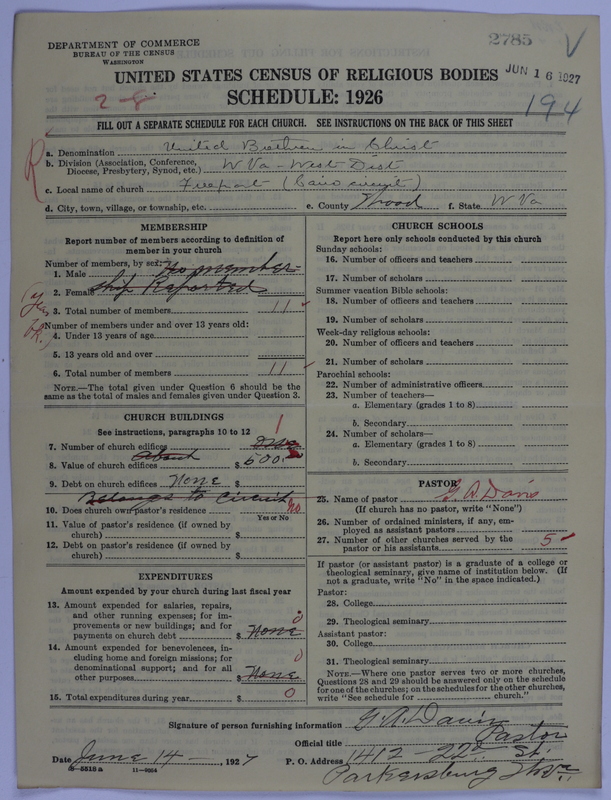 2785
DEPARTMENT OF COMMERCE
BUREAU OF THE CENSUS
WASHINGTON
UNITED STATES CENSUS OF RELIGIOUS BODIES
JUN 16 1927
SCHEDULE: 1926
2-8
194
FILL OUT A SEPARATE SCHEDULE FOR EACH CHURCH. SEE INSTRUCTIONS ON THE BACK OF THIS SHEET
R
a. Denomination United Brethren in Christ
b. Division (Association, Conference, Diocese, Presbytery, Synod, etc.) W Va - West Dist
c. Local name of church Freeport (Cairo circuit)
d. City, town, village, or township, etc. e. County Wood f. State W Va
MEMBERSHIP
Report number of members according to definition of member in your church
Number of members, by sex:
1. Male No member-
2. Female ship Reported
3. Total number of members 11
Number of members under and over 13 years old:
4. Under 13 years of age
5. 13 years old and over
6. Total number of members 11
NOTE.—The total given under Question 6 should be the same as the total of males and females given under Question 3.
CHURCH BUILDINGS
See instructions, paragraphs 10 to 12
1
7. Number of church edifices One
About
8. Value of church edifices $ 500.
9. Debt on church edifices None $
Belongs to Circuit
10. Does church own pastor's residence No
Yes or No
11. Value of pastor's residence (if owned by church) $
12. Debt on pastor's residence (if owned by church) $
EXPENDITURES
Amount expended by your church during last fiscal year
13. Amount expended for salaries, repairs, and other running expenses; for improvements or new buildings; and for payments on church debt $ None 0
14. Amount expended for benevolences, including home and foreign missions; for denominational support; and for all other purposes $ None 0
15. Total expenditures during year $ 0
CHURCH SCHOOLS
Report here only schools conducted by this church
Sunday schools:
16. Number of officers and teachers
17. Number of scholars
Summer vacation Bible schools:
18. Number of officers and teachers
19. Number of scholars
Week-day religious schools:
20. Number of officers and teachers
21. Number of scholars
Parochial schools:
22. Number of administrative officers
23. Number of teachers—
a. Elementary (grades 1 to 8)
b. Secondary
24. Number of scholars—
a. Elementary (grades 1 to 8)
b. Secondary
PASTOR
25. Name of pastor G. A. Davis
(If church has no pastor, write "None")
26. Number of ordained ministers, if any, employed as assistant pastors
27. Number of other churches served by the pastor or his assistants 5
If pastor (or assistant pastor) is a graduate of a college or theological seminary, give name of institution below. (If not a graduate, write "No" in the space indicated.)
Pastor:
28. College
29. Theological seminary
Assistant pastor:
30. College
31. Theological seminary
NOTE.—Where one pastor serves two or more churches, Questions 28 and 29 should be answered only on the schedule for one of the churches; on the schedules for the other churches, write "See schedule for church."
Signature of person furnishing information G. A. Davis
Official title Pastor
Date June 14 -, 1927 P. O. Address 1412 - 22d St.
8-5518a 11-9064
Parkersburg W Va.